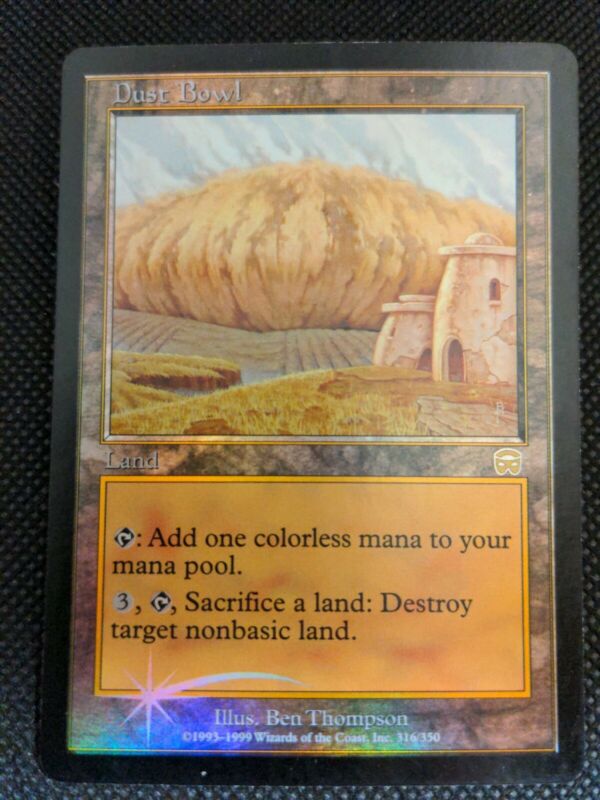 Dust Bowl
Land
: Add one colorless mana to your
mana pool.
3, , Sacrifice a land: Destroy
target nonbasic land.
Illus. Ben Thompson
©1993-1999 Wizards of the Coast, Inc. 316/350